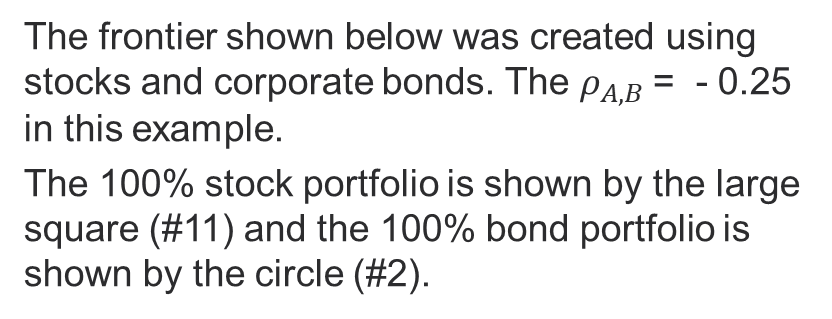 The frontier shown below was created using
stocks and corporate bonds. The ρA,B = - 0.25
in this example.
The 100% stock portfolio is shown by the large
square (#11) and the 100% bond portfolio is
shown by the circle (#2).